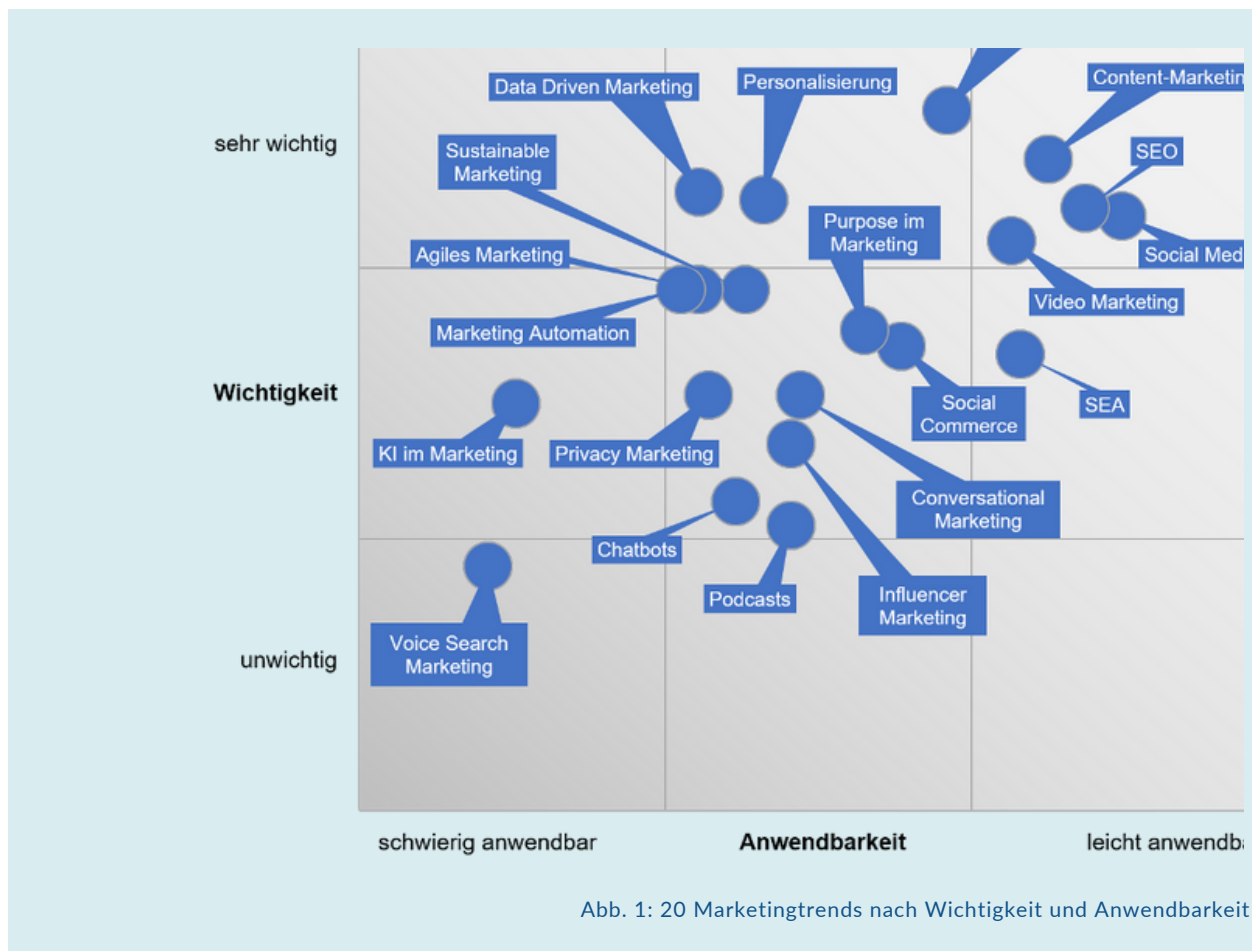 Data Driven Marketing
Personalisierung
Content-Marketin
sehr wichtig
Sustainable
Marketing
SEO
Purpose im
Marketing
Agiles Marketing
Social Med
Video Marketing
Marketing Automation
Wichtigkeit
Social
Commerce
SEA
KI im Marketing
Privacy Marketing
Conversational
Marketing
Chatbots
Podcasts
Influencer
Marketing
Voice Search
Marketing
unwichtig
schwierig anwendbar
Anwendbarkeit
leicht anwendba
Abb. 1: 20 Marketingtrends nach Wichtigkeit und Anwendbarkeit